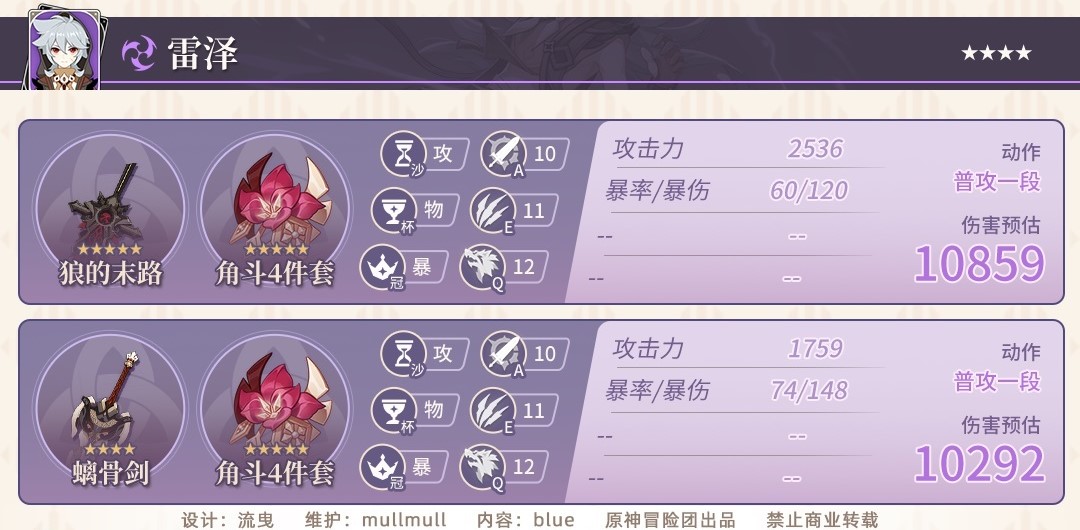 雷泽
★★★★
狼的末路
角斗4件套
沙 攻
杯 物
冠 暴
A 10
E 11
Q 12
攻击力 2536
暴率/暴伤 60/120
-- --
-- --
动作
普攻一段
伤害预估
10859
螭骨剑
角斗4件套
沙 攻
杯 物
冠 暴
A 10
E 11
Q 12
攻击力 1759
暴率/暴伤 74/148
-- --
-- --
动作
普攻一段
伤害预估
10292
设计：流曳 维护：mullmull 内容：blue 原神冒险团出品 禁止商业转载